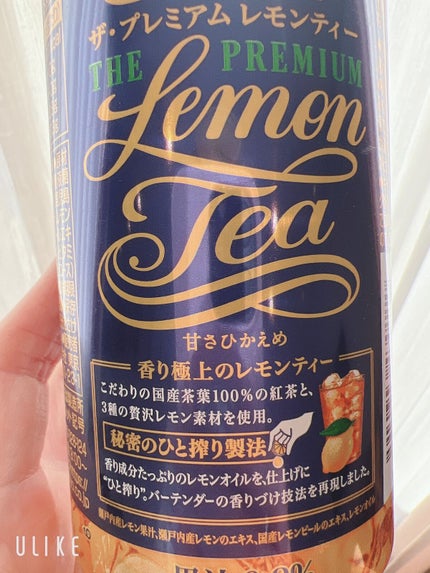 ザ・プレミアム レモンティー
THE PREMIUM
Lemon
Tea
甘さひかえめ
香り極上のレモンティー
こだわりの国産茶葉100%の紅茶と、
3種の贅沢レモン素材を使用。
秘密のひと搾り製法
香り成分たっぷりのレモンオイルを、仕上げに
“ひと搾り”。バーテンダーの香りづけ技法を再現しました。
瀬戸内産レモン果汁、瀬戸内産レモンのエキス、国産レモンピールのエキス、レモンオイル
ULIKE